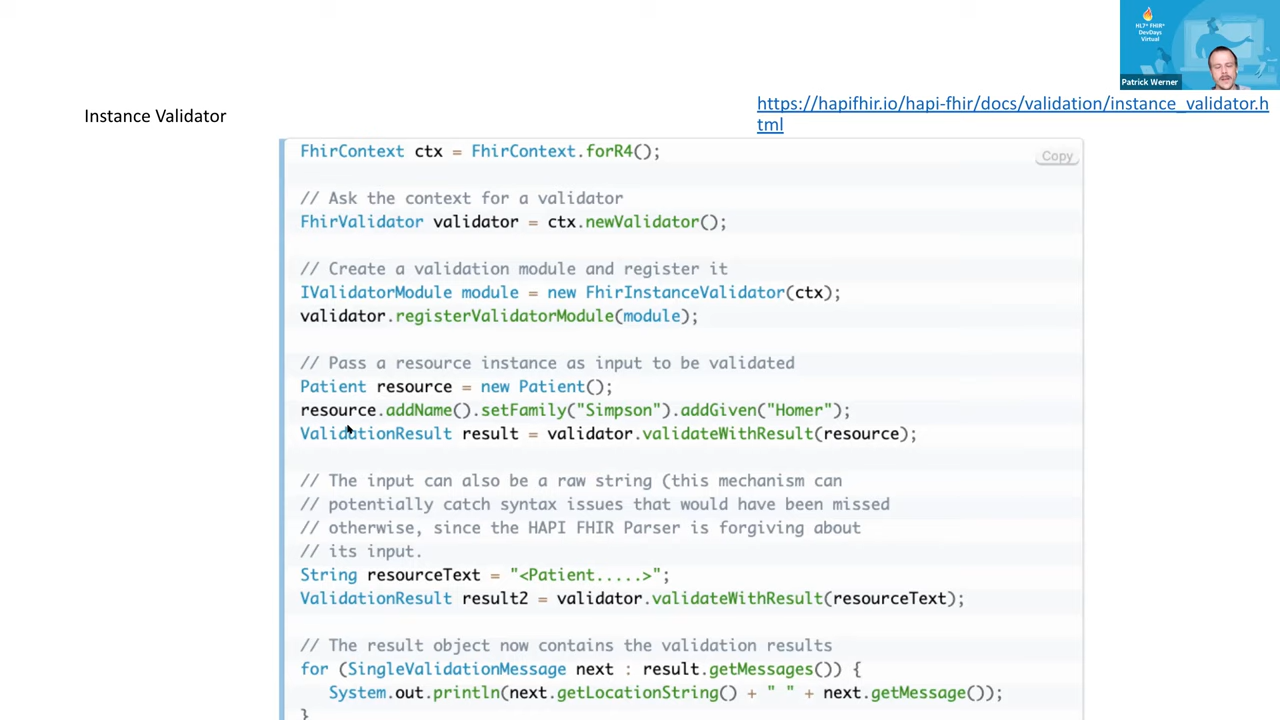 HL7® FHIR®
DevDays
Virtual
Patrick Werner
Instance Validator
https://hapifhir.io/hapi-fhir/docs/validation/instance_validator.h
tml
Copy
FhirContext ctx = FhirContext.forR4();
// Ask the context for a validator
FhirValidator validator = ctx.newValidator();
// Create a validation module and register it
IValidatorModule module = new FhirInstanceValidator(ctx);
validator.registerValidatorModule(module);
// Pass a resource instance as input to be validated
Patient resource = new Patient();
resource.addName().setFamily("Simpson").addGiven("Homer");
ValidationResult result = validator.validateWithResult(resource);
// The input can also be a raw string (this mechanism can
// potentially catch syntax issues that would have been missed
// otherwise, since the HAPI FHIR Parser is forgiving about
// its input.
String resourceText = "<Patient.....>";
ValidationResult result2 = validator.validateWithResult(resourceText);
// The result object now contains the validation results
for (SingleValidationMessage next : result.getMessages()) {
System.out.println(next.getLocationString() + " " + next.getMessage());
}